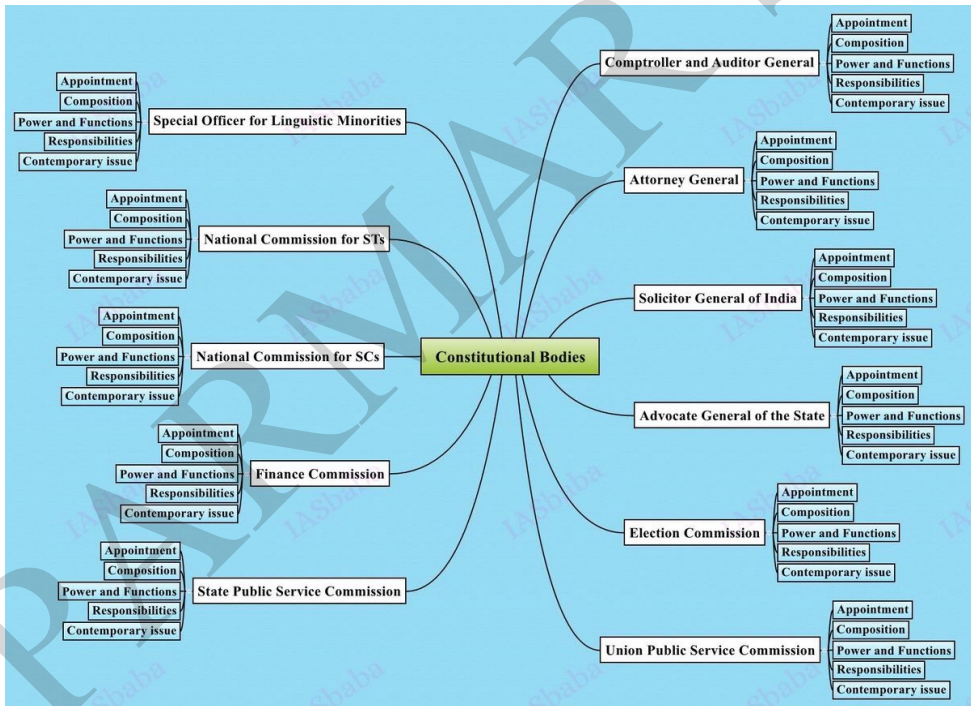 Constitutional Bodies
Special Officer for Linguistic Minorities
Appointment
Composition
Power and Functions
Responsibilities
Contemporary issue
National Commission for STs
Appointment
Composition
Power and Functions
Responsibilities
Contemporary issue
National Commission for SCs
Appointment
Composition
Power and Functions
Responsibilities
Contemporary issue
Finance Commission
Appointment
Composition
Power and Functions
Responsibilities
Contemporary issue
State Public Service Commission
Appointment
Composition
Power and Functions
Responsibilities
Contemporary issue
Comptroller and Auditor General
Appointment
Composition
Power and Functions
Responsibilities
Contemporary issue
Attorney General
Appointment
Composition
Power and Functions
Responsibilities
Contemporary issue
Solicitor General of India
Appointment
Composition
Power and Functions
Responsibilities
Contemporary issue
Advocate General of the State
Appointment
Composition
Power and Functions
Responsibilities
Contemporary issue
Election Commission
Appointment
Composition
Power and Functions
Responsibilities
Contemporary issue
Union Public Service Commission
Appointment
Composition
Power and Functions
Responsibilities
Contemporary issue
PARMAR
IASbaba